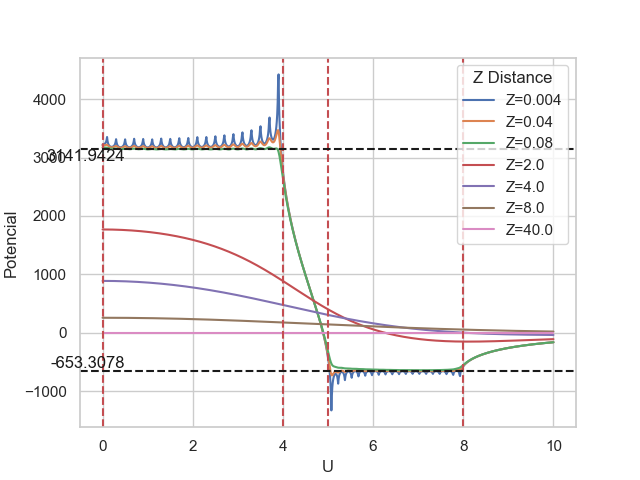 Z Distance
Z=0.004
Z=0.04
Z=0.08
Z=2.0
Z=4.0
Z=8.0
Z=40.0
4000
3141.9424
3000
2000
1000
0
-653.3078
−1000
Potencial
0 2 4 6 8 10
U